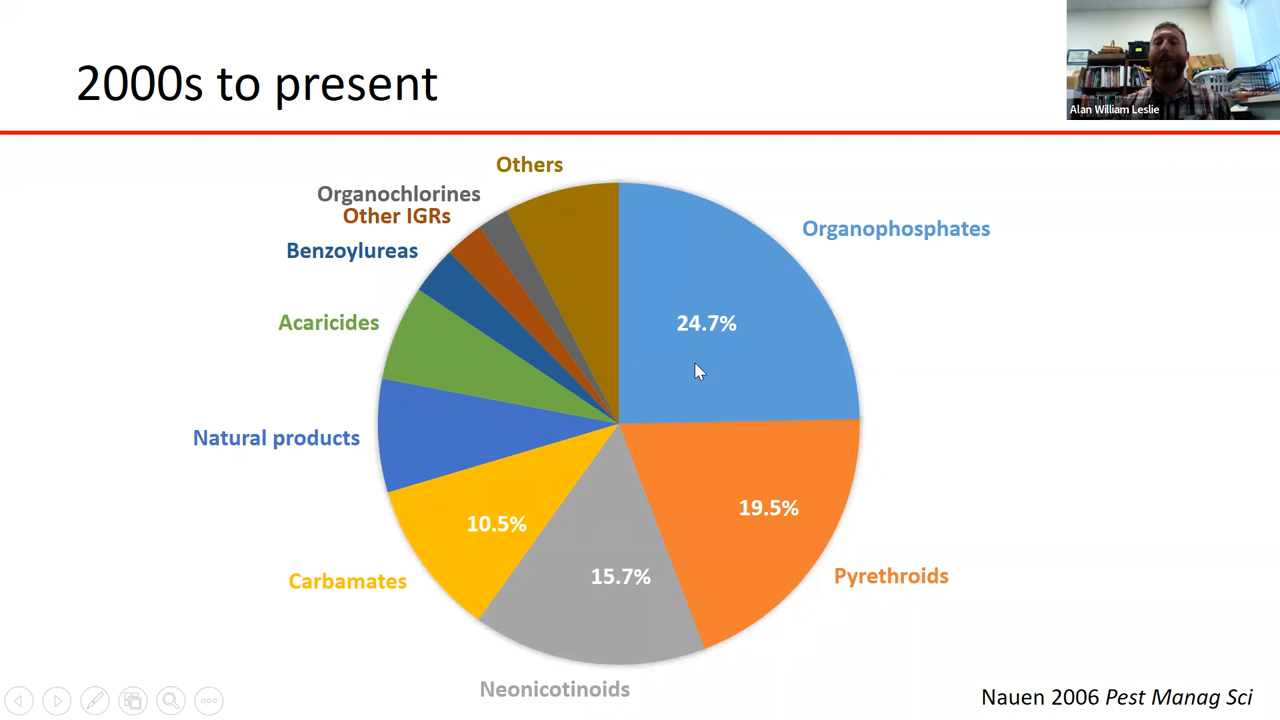 2000s to present
Alan William Leslie
Others
Organochlorines
Other IGRs
Organophosphates
Benzoylureas
Acaricides
24.7%
Natural products
19.5%
10.5%
15.7%
Carbamates
Pyrethroids
Neonicotinoids
Nauen 2006 Pest Manag Sci